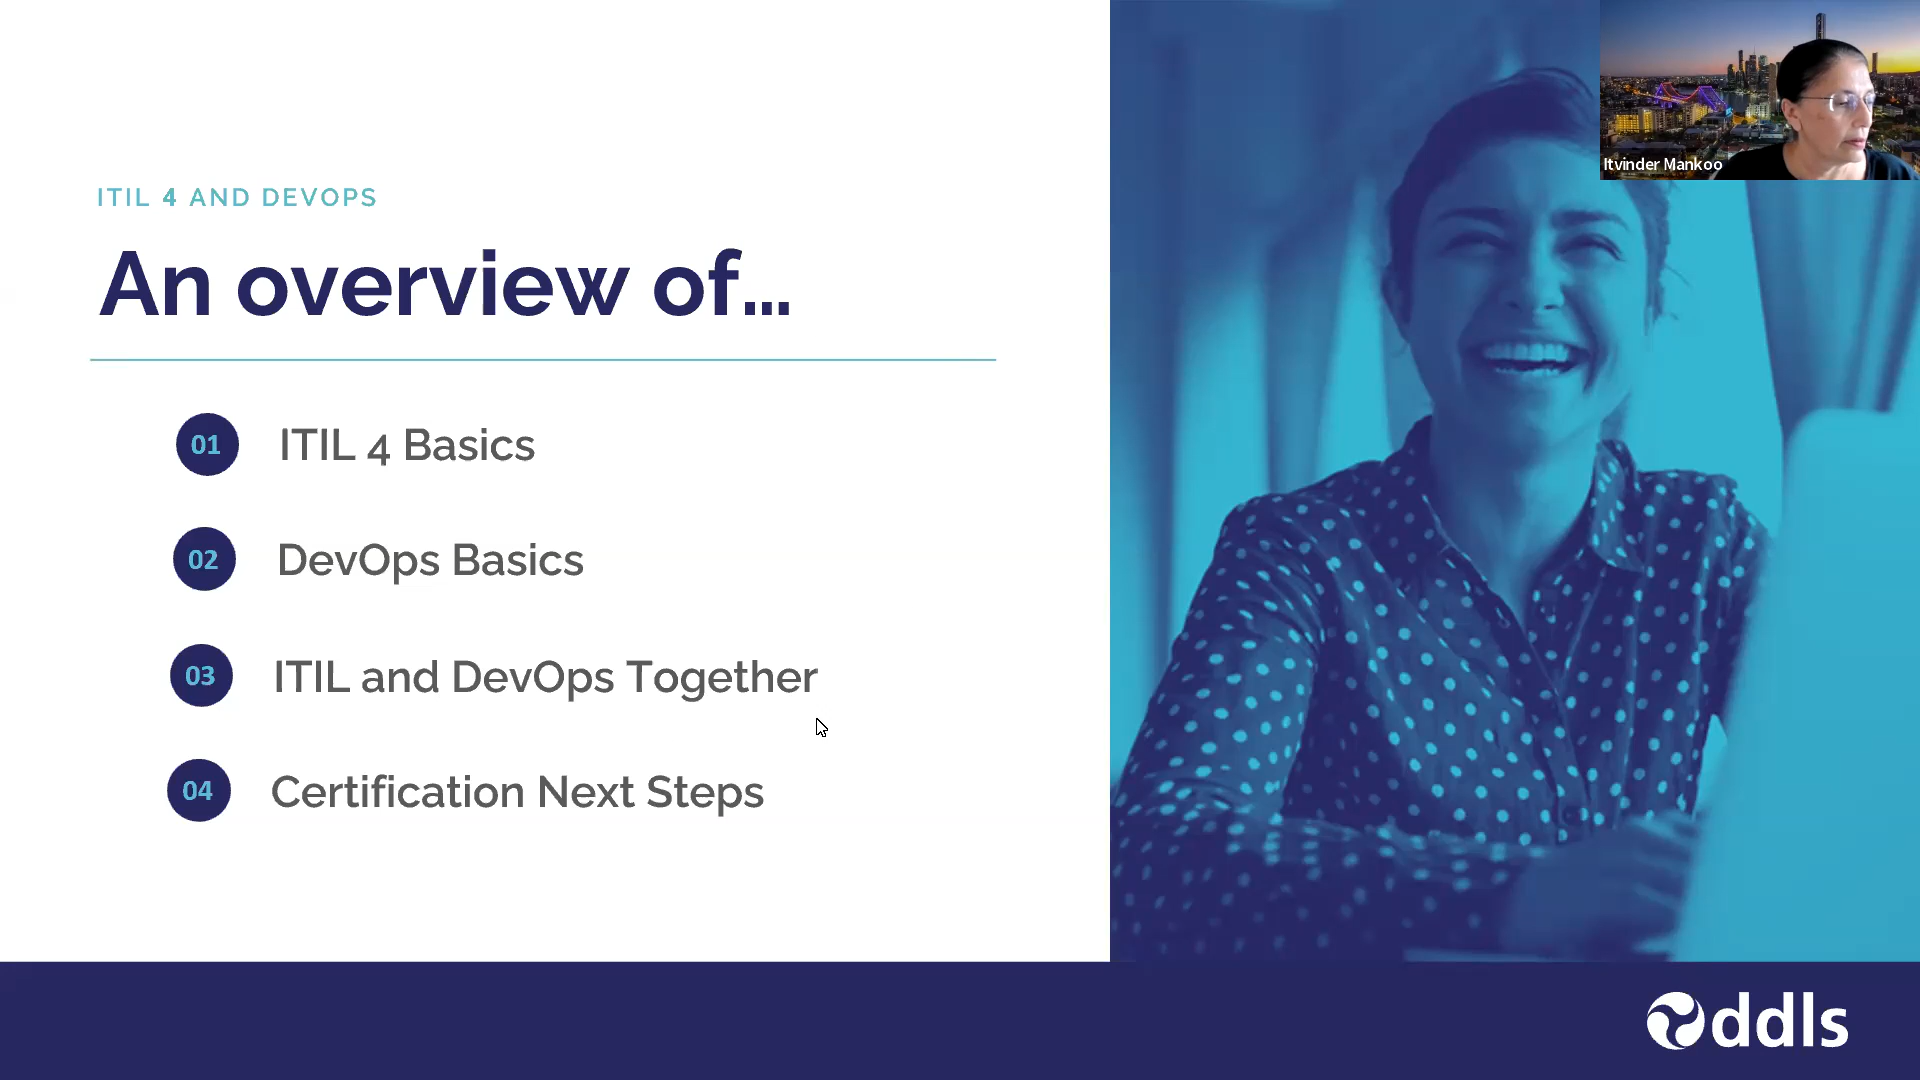 ITIL 4 AND DEVOPS
An overview of...
01 ITIL 4 Basics
02 DevOps Basics
03 ITIL and DevOps Together
04 Certification Next Steps
Itvinder Mankoo
ddls